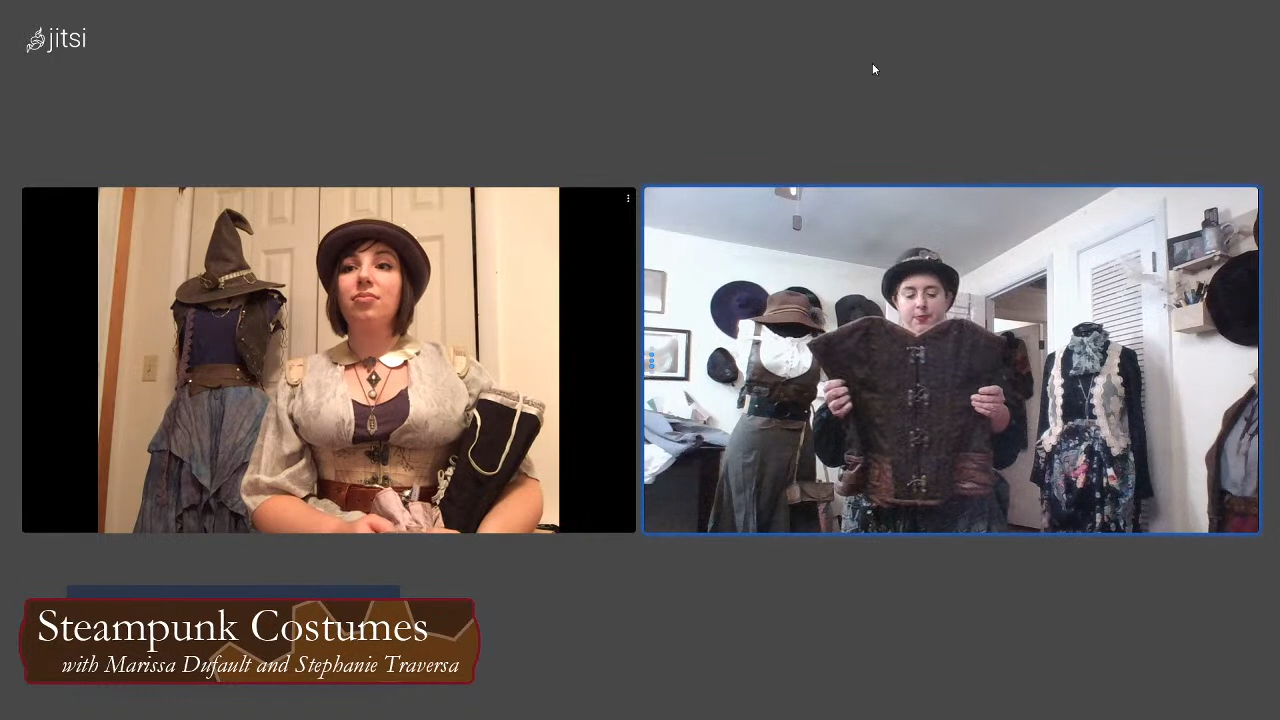 jitsi
Steampunk Costumes
with Marissa Dufault and Stephanie Traversa